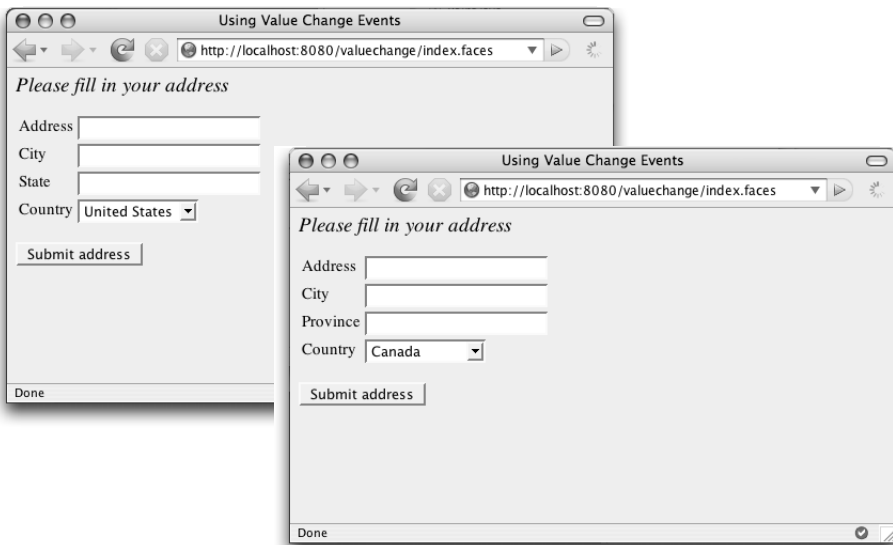 Using Value Change Events
http://localhost:8080/valuechange/index.faces
Please fill in your address
Address
City
State
Country United States
Submit address
Done
Using Value Change Events
http://localhost:8080/valuechange/index.faces
Please fill in your address
Address
City
Province
Country Canada
Submit address
Done